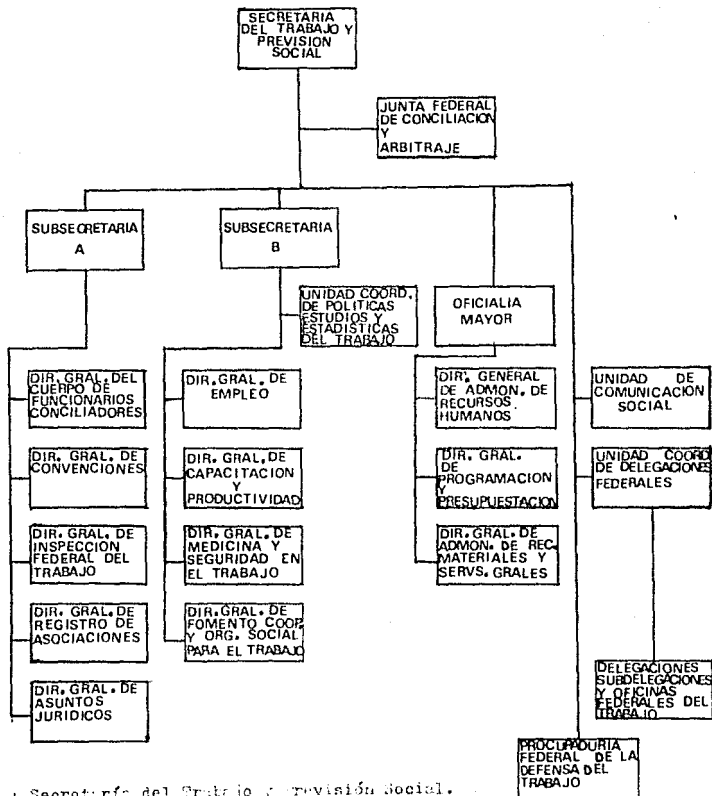 SECRETARIA
DEL TRABAJO Y
PREVISION
SOCIAL
JUNTA FEDERAL
DE CONCILIACION
Y
ARBITRAJE
SUBSECRETARIA
A
SUBSECRETARIA
B
UNIDAD COORD.
DE POLITICAS
ESTUDIOS Y
ESTADISTICAS
DEL TRABAJO
OFICIALIA
MAYOR
DIR. GRAL. DEL
CUERPO DE
FUNCIONARIOS
CONCILIADORES
DIR. GRAL. DE
CONVENCIONES
DIR. GRAL. DE
INSPECCION
FEDERAL DEL
TRABAJO
DIR. GRAL. DE
REGISTRO DE
ASOCIACIONES
DIR. GRAL. DE
ASUNTOS
JURIDICOS
DIR. GRAL. DE
EMPLEO
DIR. GRAL. DE
CAPACITACION
Y
PRODUCTIVIDAD
DIR. GRAL. DE
MEDICINA Y
SEGURIDAD EN
EL TRABAJO
DIR. GRAL. DE
FOMENTO COOP.
Y ORG. SOCIAL
PARA EL TRABAJO
DIR. GENERAL
DE ADMON. DE
RECURSOS
HUMANOS
DIR. GRAL.
DE
PROGRAMACION
Y
PRESUPUESTACION
DIR. GRAL. DE
ADMON. DE REC.
MATERIALES Y
SERVS. GRALES
UNIDAD DE
COMUNICACION
SOCIAL
UNIDAD COORD
DE DELEGACIONES
FEDERALES
DELEGACIONES
SUBDELEGACIONES
Y OFICINAS
FEDERALES DEL
TRABAJO
PROCURADURIA
FEDERAL DE LA
DEFENSA DEL
TRABAJO
: Secretaría del Trabajo y Previsión Social.